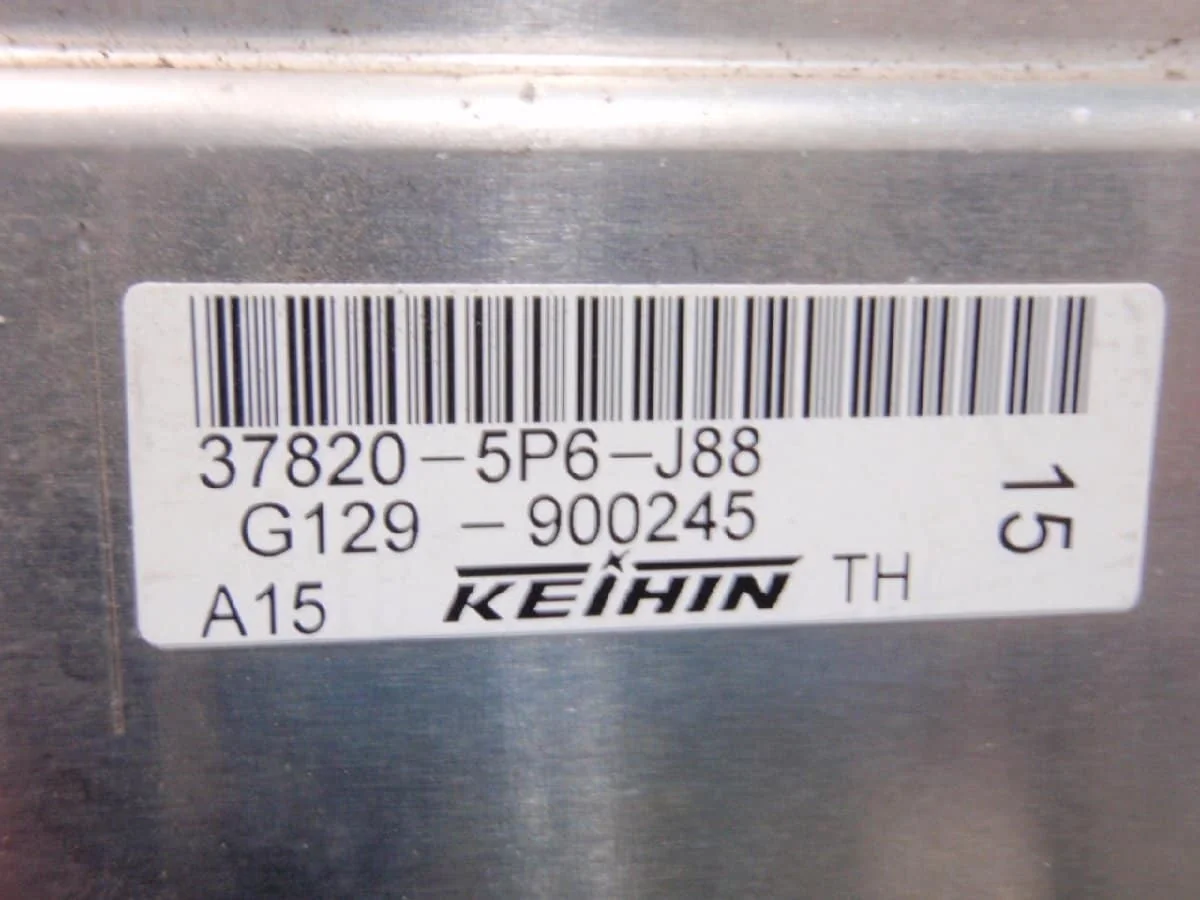 37820-5P6-J88
G129 - 900245
A15 KEIHIN TH
15